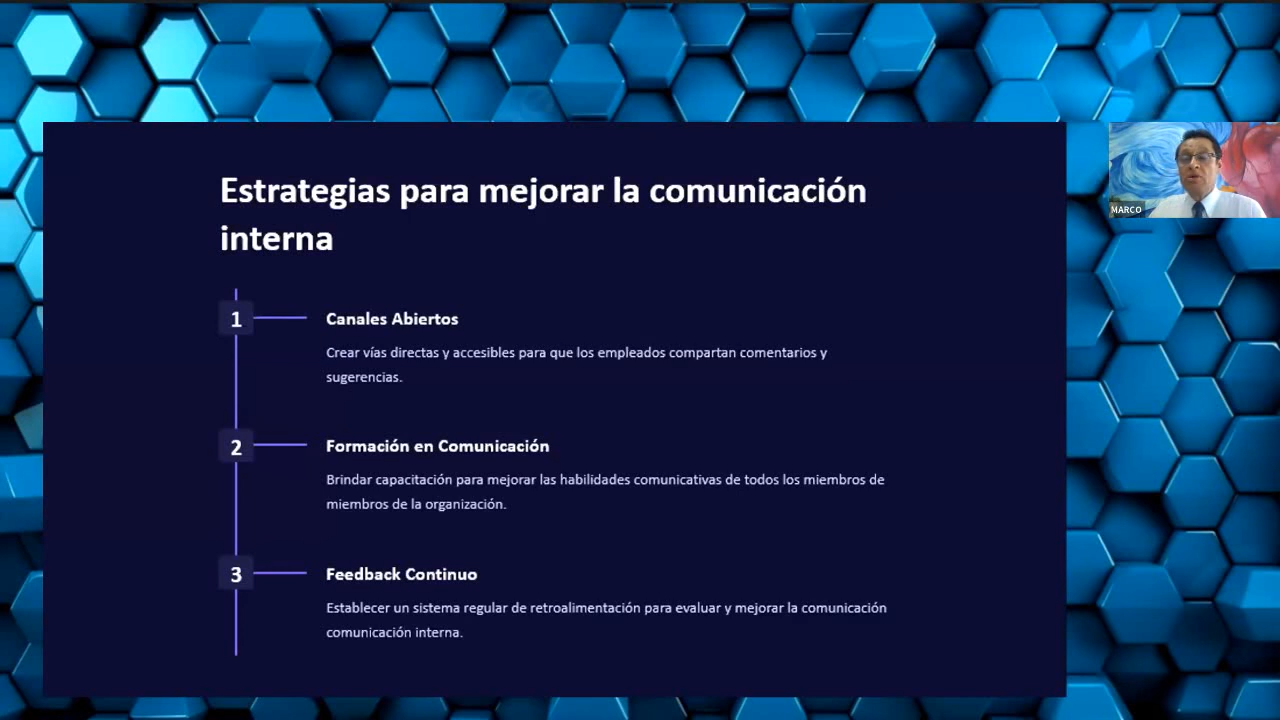 Estrategias para mejorar la comunicación
interna
1
Canales Abiertos
Crear vías directas y accesibles para que los empleados compartan comentarios y
sugerencias.
2
Formación en Comunicación
Brindar capacitación para mejorar las habilidades comunicativas de todos los miembros de
miembros de la organización.
3
Feedback Continuo
Establecer un sistema regular de retroalimentación para evaluar y mejorar la comunicación
comunicación interna.
MARCO